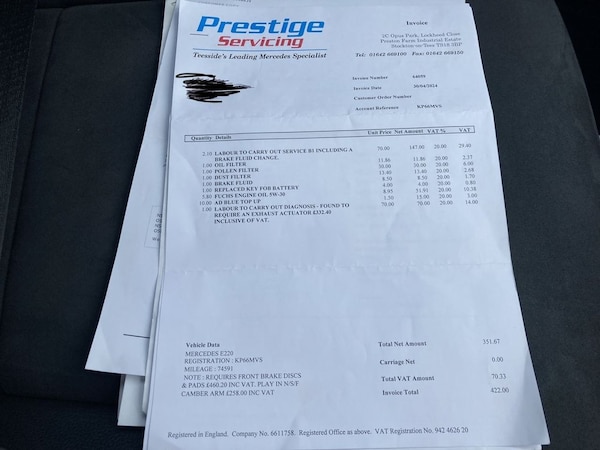 Prestige
Servicing
Teesside's Leading Mercedes Specialist
Invoice
2C Opus Park, Lockheed Close
Preston Farm Industrial Estate
Stockton-on-Tees TS18 3BP
Tel: 01642 669100 Fax: 01642 669150
Invoice Number 64698
Invoice Date 30/04/2024
Customer Order Number
Account Reference KP66MVS
Quantity Details Unit Price Net Amount VAT % VAT
2.10 LABOUR TO CARRY OUT SERVICE B5 INCLUDING A 70.00 147.00 20.00 29.40
BRAKE FLUID CHANGE.
1.00 OIL FILTER 11.86 11.86 20.00 2.37
1.00 POLLEN FILTER 30.00 30.00 20.00 6.00
1.00 DUST FILTER 13.40 13.40 20.00 2.68
1.00 BRAKE FLUID 8.50 8.50 20.00 1.70
1.00 REPLACED KEY FOB BATTERY 4.00 4.00 20.00 0.80
5.80 FUCHS ENGINE OIL 5W-30 8.95 51.91 20.00 10.38
10.00 AD BLUE TOP UP 1.50 15.00 20.00 3.00
1.00 LABOUR TO CARRY OUT DIAGNOSIS - FOUND TO 70.00 70.00 20.00 14.00
REQUIRE AN EXHAUST ACTUATOR £332.40
INCLUSIVE OF VAT.
Vehicle Data
MERCEDES E220
REGISTRATION : KP66MVS
MILEAGE : 74591
NOTE : REQUIRES FRONT BRAKE DISCS
& PADS £460.20 INC VAT. PLAY IN N/S/F
CAMBER ARM £258.00 INC VAT
Total Net Amount 351.67
Carriage Net 0.00
Total VAT Amount 70.33
Invoice Total 422.00
Registered in England. Company No. 6611758. Registered Office as above. VAT Registration No. 942 4626 20